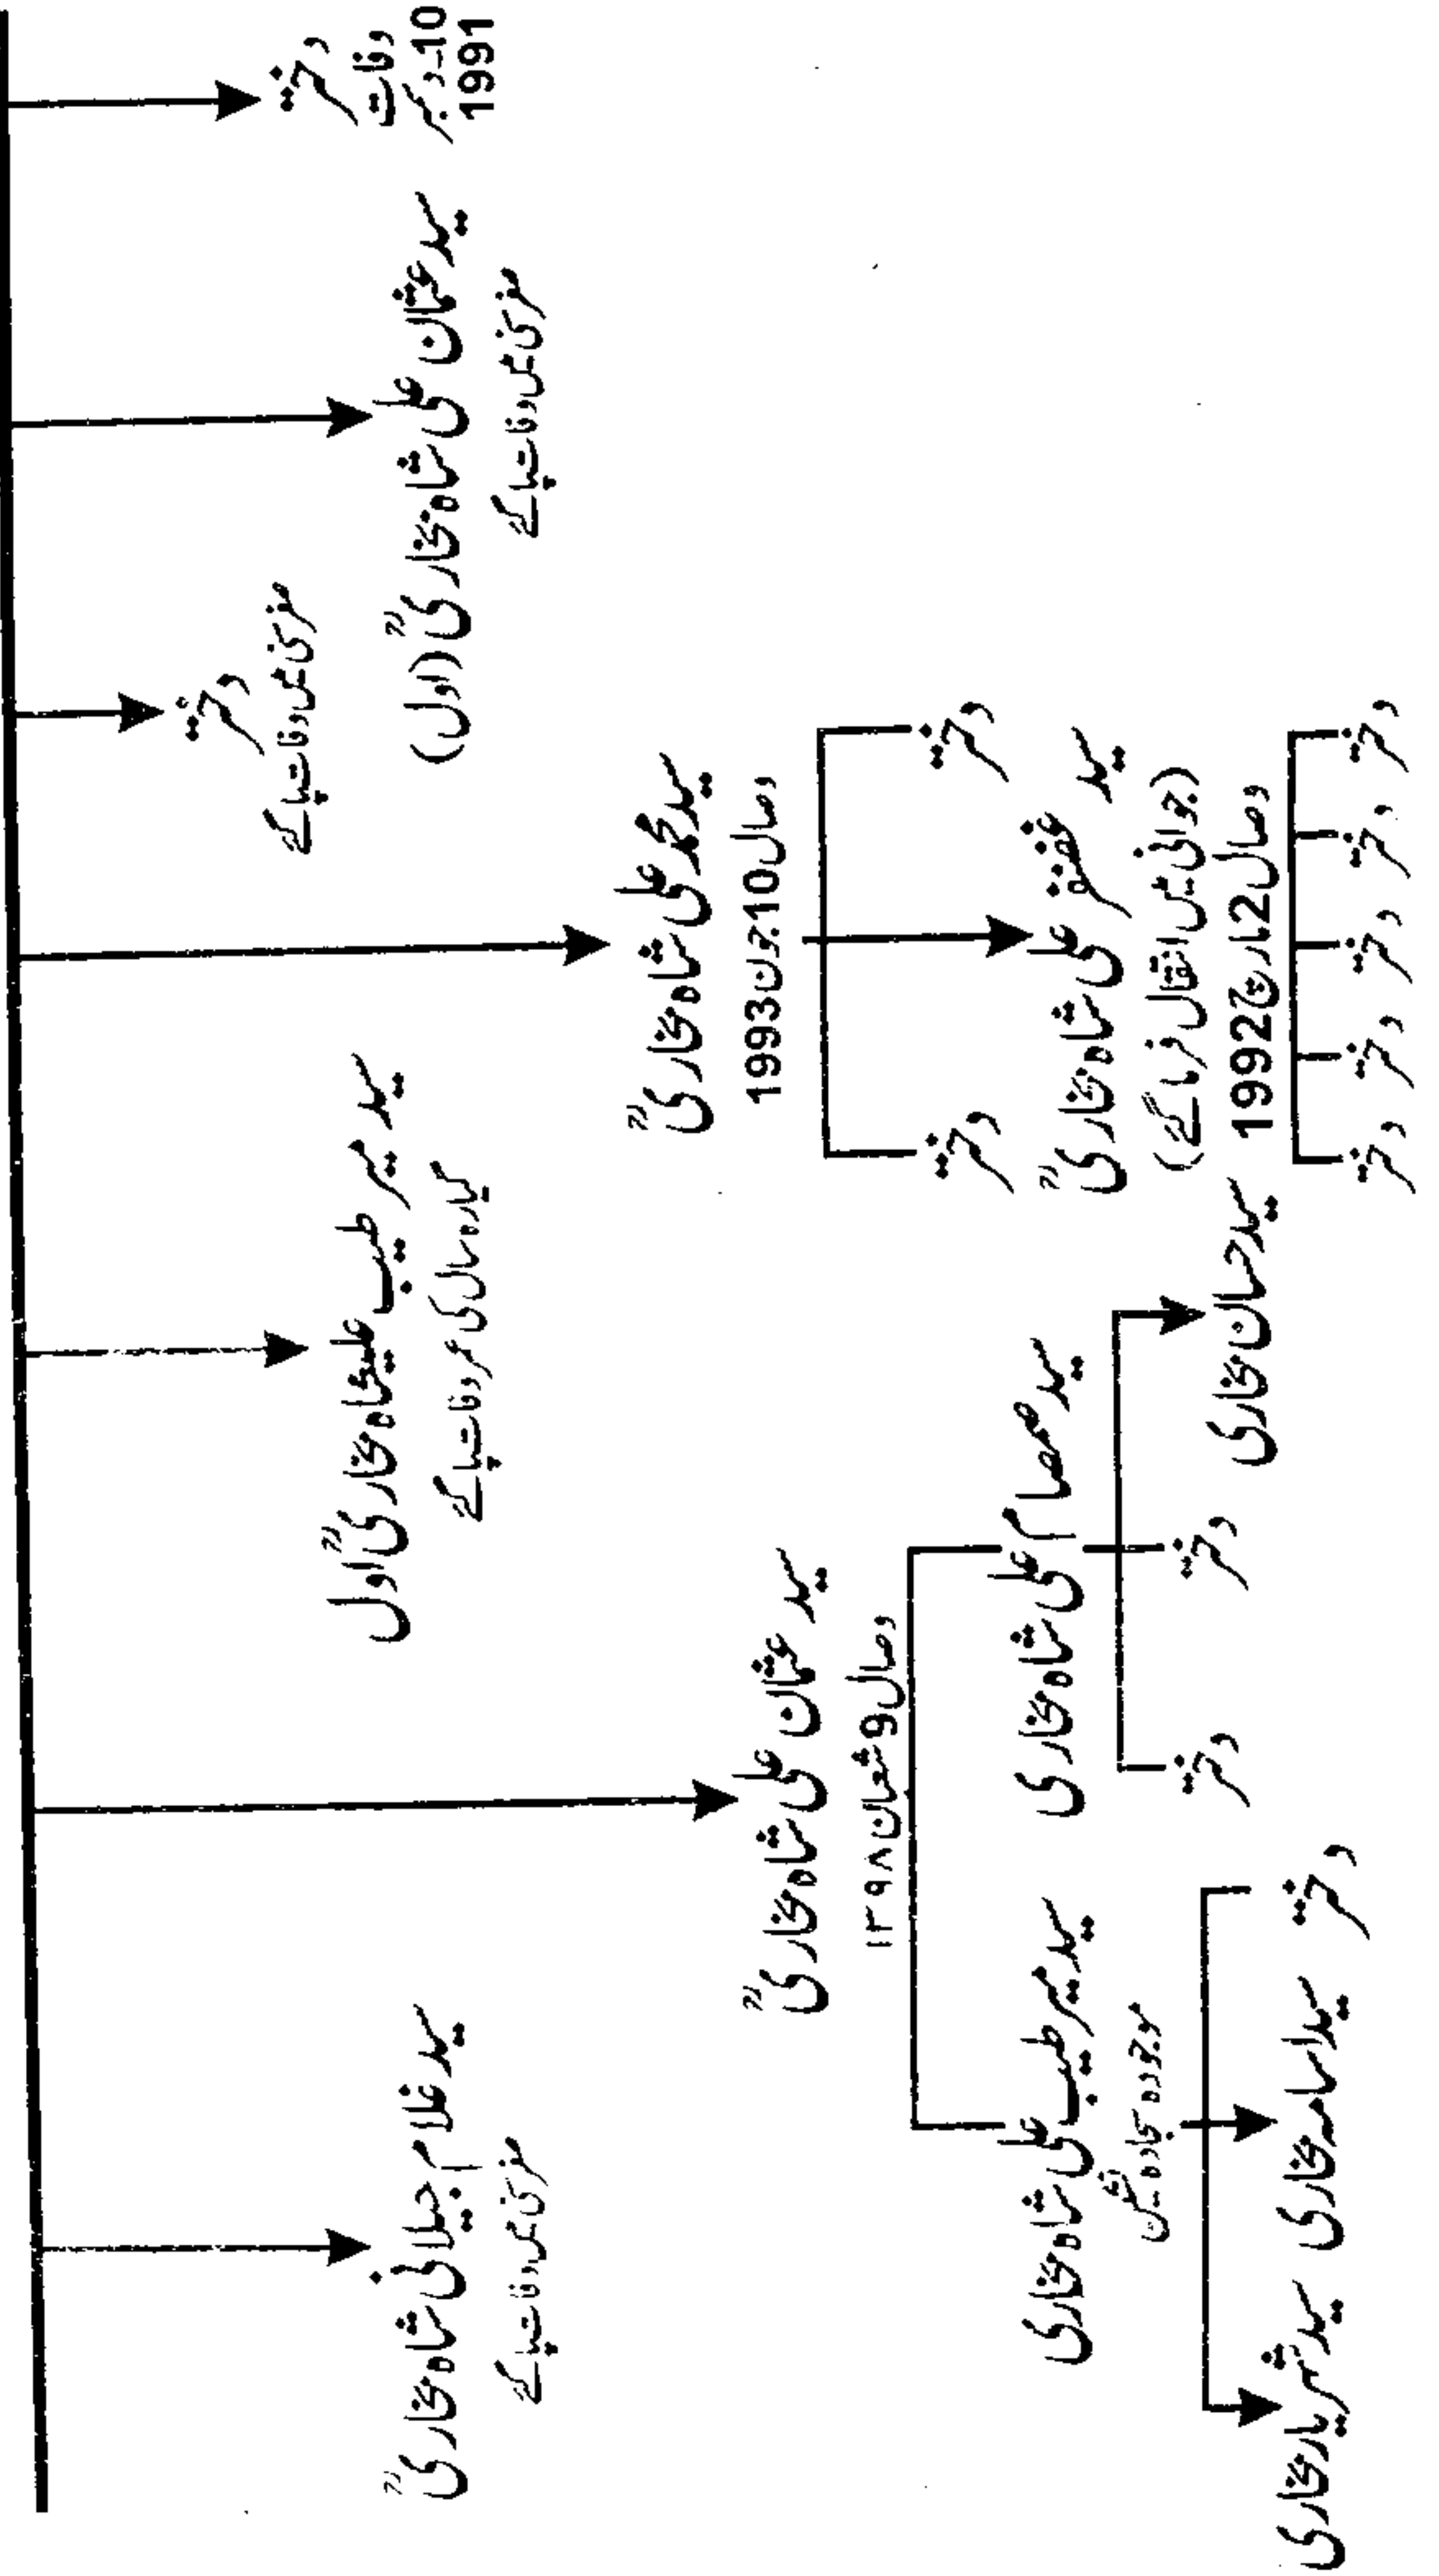 دختر
وفات
10۔دسمبر
1991
سید عثمان علی شاہ بخاریؒ (اول)
صغر سنی میں وفات پا گئے
دختر
صغر سنی میں وفات پا گئے
سید محمد علی شاہ بخاریؒ
وصال 10 جون 1993
دختر
سید غضنفر علی شاہ بخاریؒ
(جوانی میں انتقال فرما گئے)
وصال 2 مارچ 1992
دختر
دختر
دختر
دختر
دختر
دختر
سید میر طیب علیشاہ بخاریؒ اول
گیارہ سال کی عمر وفات پا گئے
سید عثمان علی شاہ بخاریؒ
وصال 9 شعبان ۱۳۹۸
سید صمصام علی شاہ بخاری
سید حسان بخاری
دختر
دختر
سید میر طیب علی شاہ بخاری
موجودہ سجادہ نشین
دختر
سید اسامہ بخاری
سید شہریار بخاری
سید غلام جیلانی شاہ بخاریؒ
صغر سنی میں وفات پا گئے